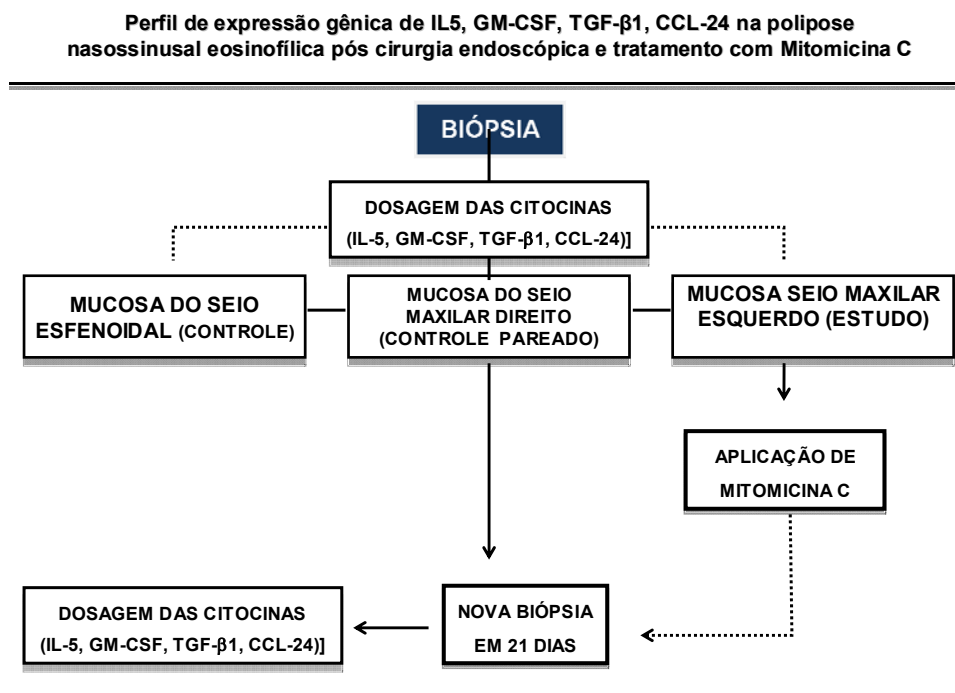 Perfil de expressão gênica de IL5, GM-CSF, TGF-β1, CCL-24 na polipose
nasossinusal eosinofílica pós cirurgia endoscópica e tratamento com Mitomicina C
BIÓPSIA
DOSAGEM DAS CITOCINAS
(IL-5, GM-CSF, TGF-β1, CCL-24)]
MUCOSA DO SEIO
ESFENOIDAL (CONTROLE)
MUCOSA DO SEIO
MAXILAR DIREITO
(CONTROLE PAREADO)
MUCOSA SEIO MAXILAR
ESQUERDO (ESTUDO)
APLICAÇÃO DE
MITOMICINA C
DOSAGEM DAS CITOCINAS
(IL-5, GM-CSF, TGF-β1, CCL-24)]
NOVA BIÓPSIA
EM 21 DIAS